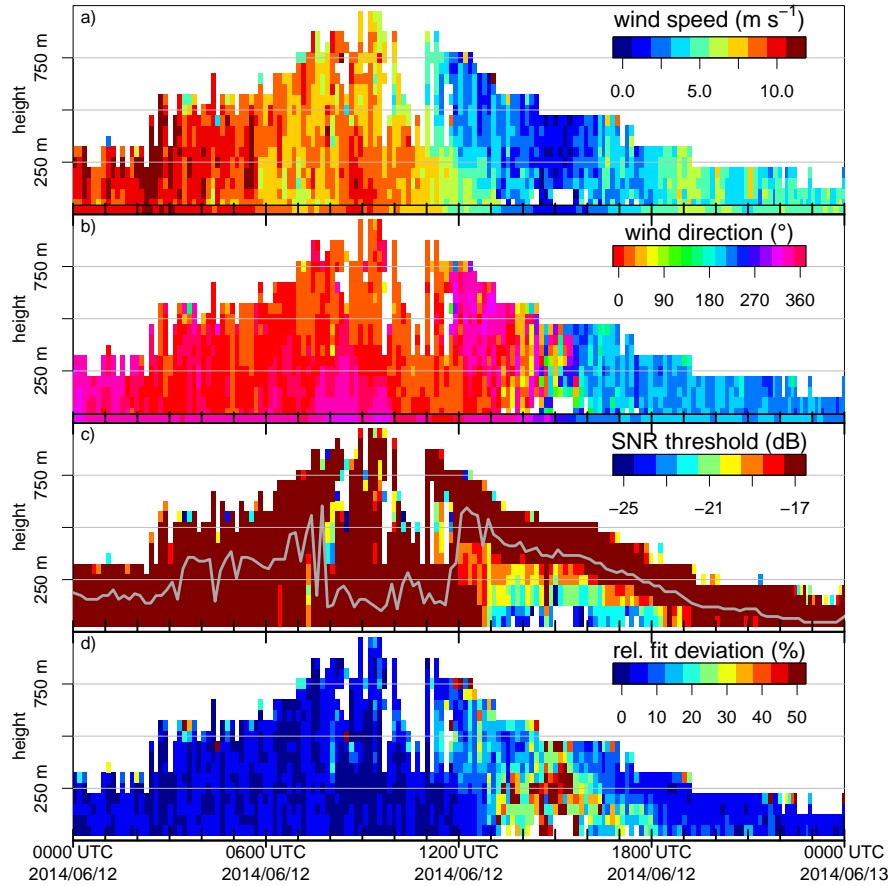 a)
wind speed (m s⁻¹)
0.0 5.0 10.0
height
750 m
250 m
b)
wind direction (°)
0 90 180 270 360
height
750 m
250 m
c)
SNR threshold (dB)
−25 −21 −17
height
750 m
250 m
d)
rel. fit deviation (%)
0 10 20 30 40 50
height
750 m
250 m
0000 UTC 0600 UTC 1200 UTC 1800 UTC 0000 UTC
2014/06/12 2014/06/12 2014/06/12 2014/06/12 2014/06/13